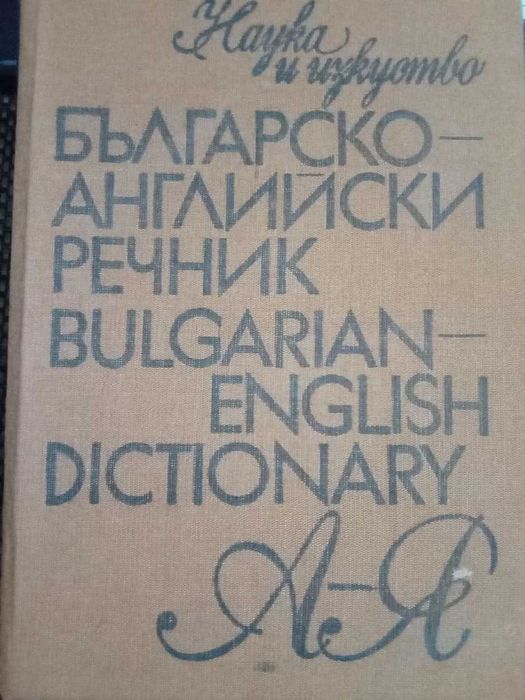 Наука
и изкуство
БЪЛГАРСКО—
АНГЛИЙСКИ
РЕЧНИК
BULGARIAN—
ENGLISH
DICTIONARY
А—Я